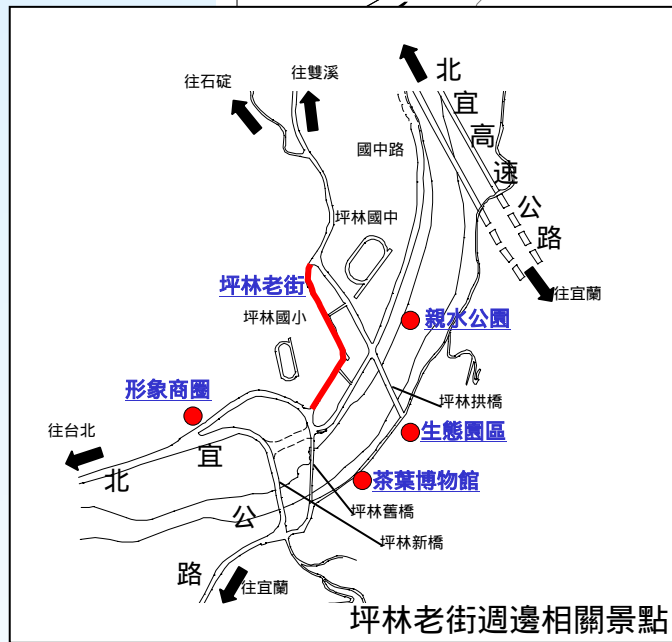 往石碇
往雙溪
北宜高速公路
國中路
坪林國中
往宜蘭
坪林老街
坪林國小
親水公園
形象商圈
坪林拱橋
往台北
生態園區
北宜公路
茶葉博物館
坪林舊橋
坪林新橋
往宜蘭
坪林老街週邊相關景點